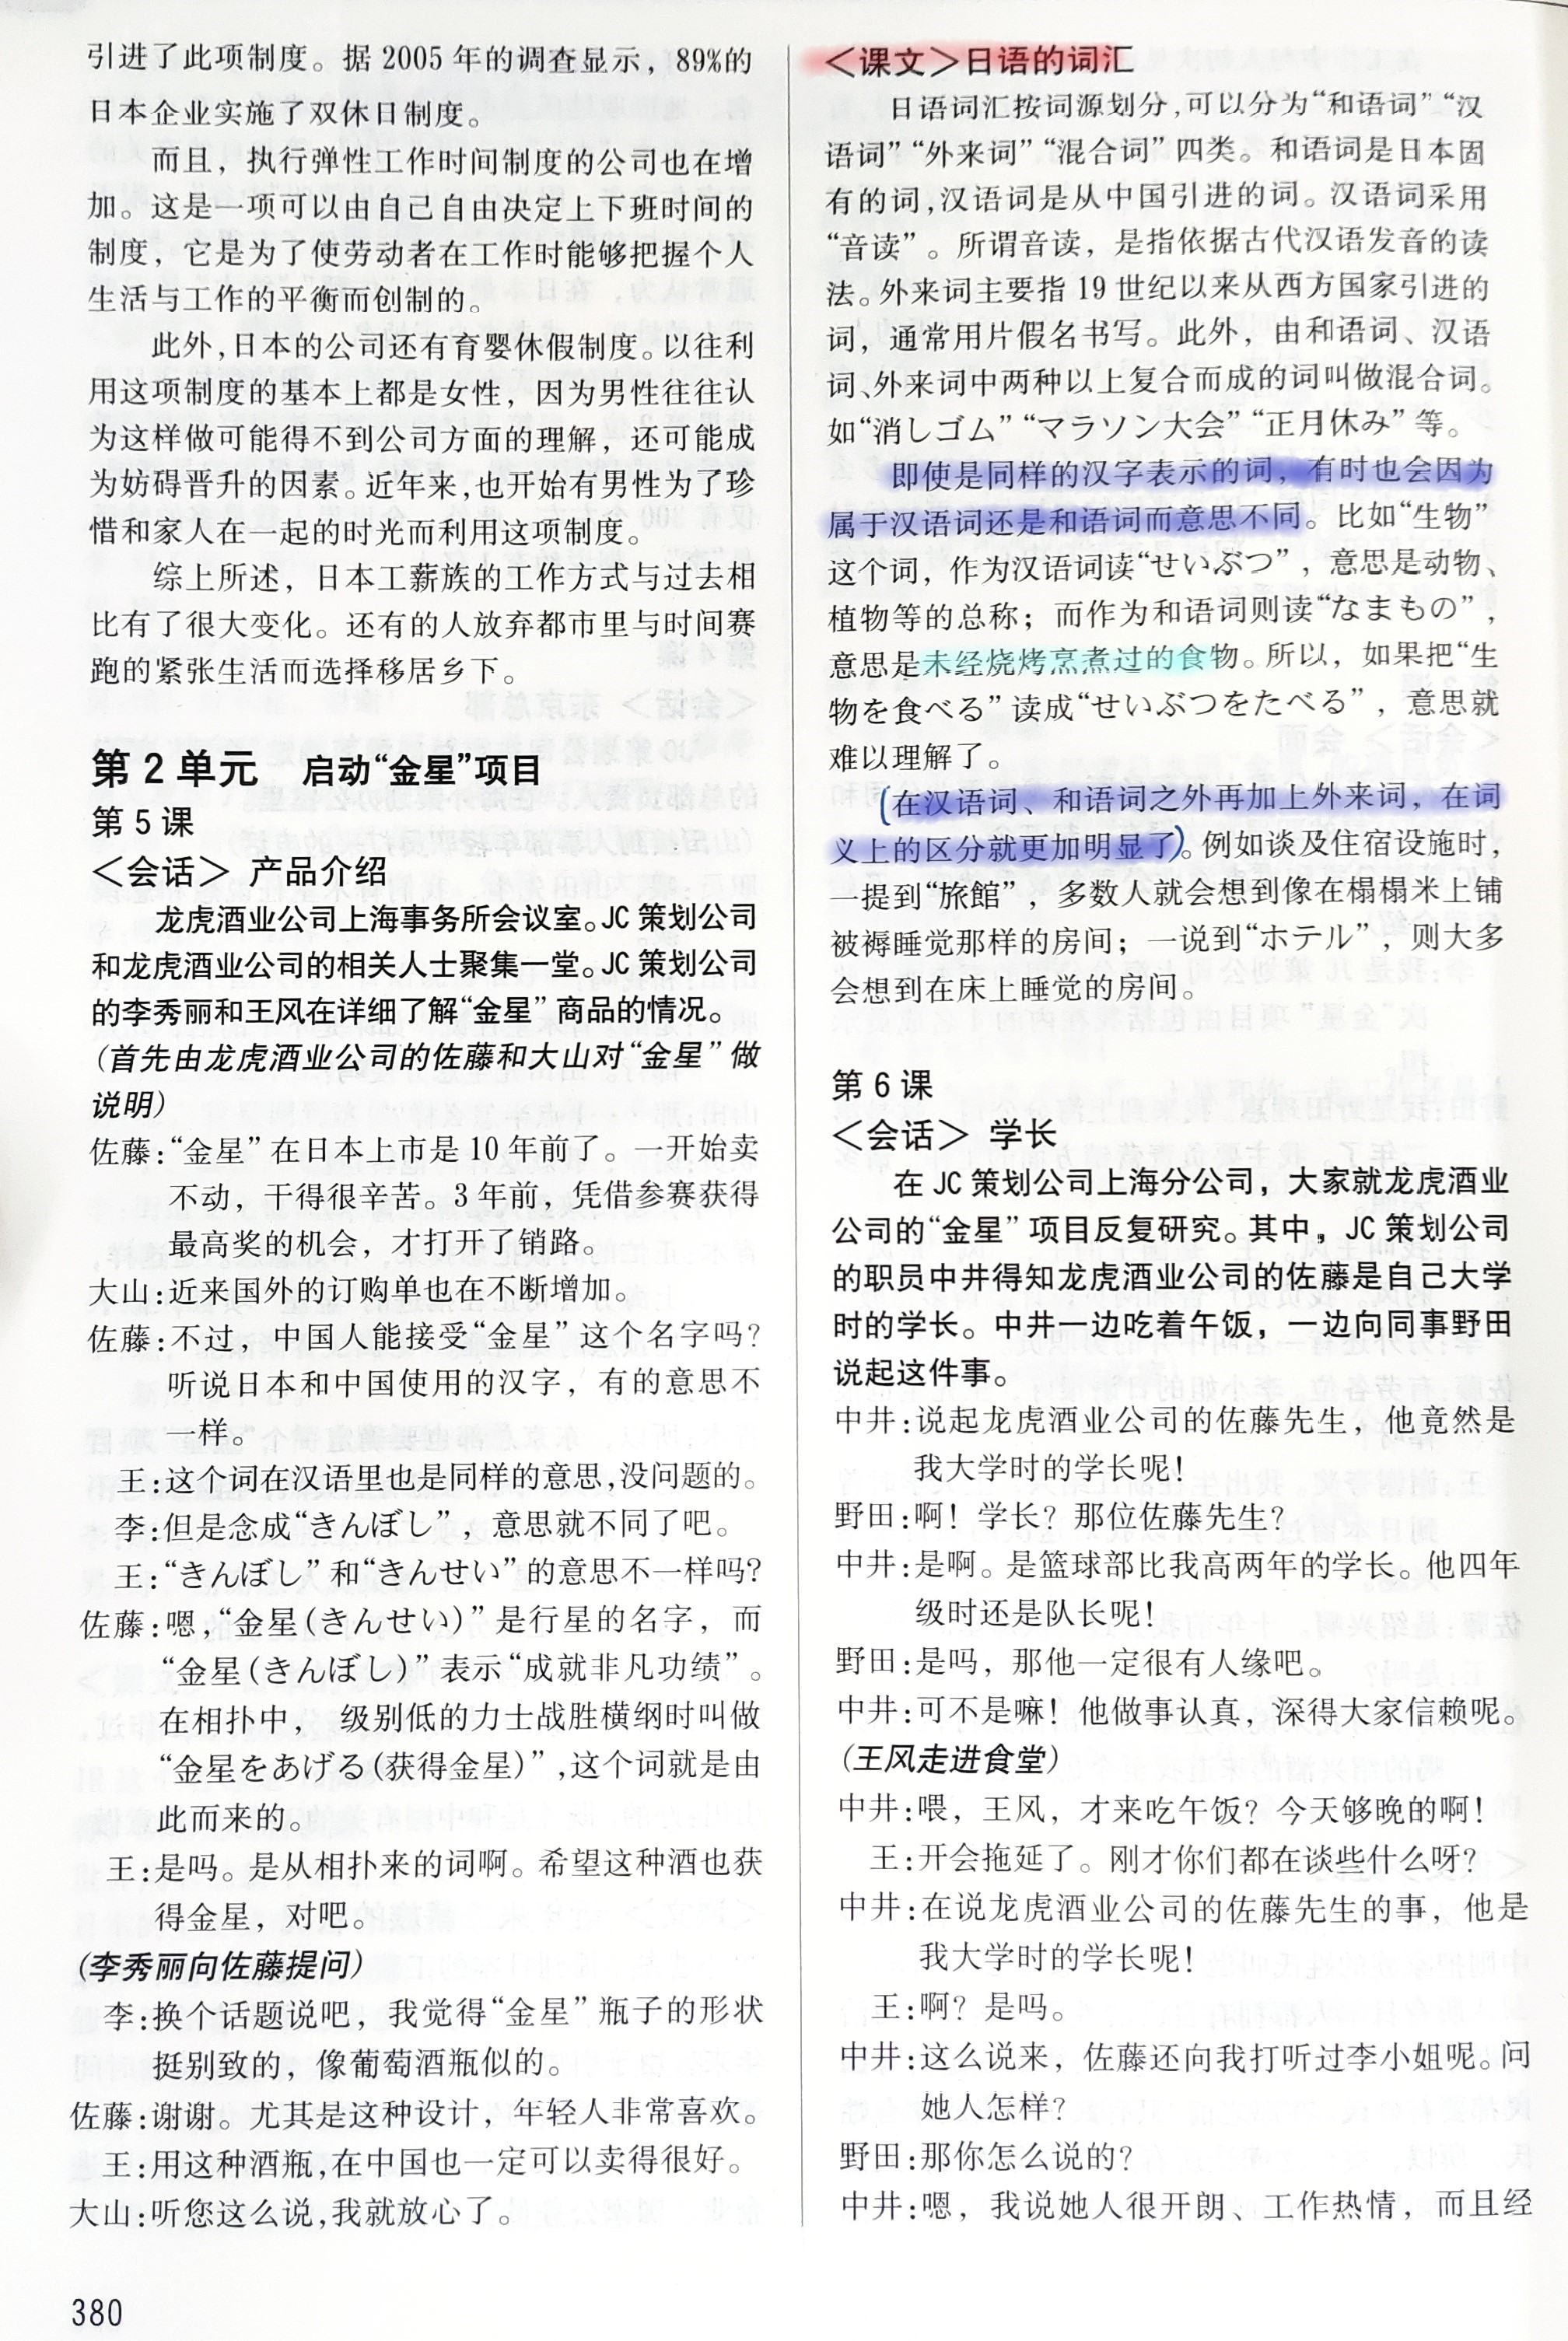 引进了此项制度。据 2005 年的调查显示，89%的
日本企业实施了双休日制度。
而且，执行弹性工作时间制度的公司也在增
加。这是一项可以由自己自由决定上下班时间的
制度，它是为了使劳动者在工作时能够把握个人
生活与工作的平衡而创制的。
此外，日本的公司还有育婴休假制度。以往利
用这项制度的基本上都是女性，因为男性往往认
为这样做可能得不到公司方面的理解，还可能成
为妨碍晋升的因素。近年来，也开始有男性为了珍
惜和家人在一起的时光而利用这项制度。
综上所述，日本工薪族的工作方式与过去相
比有了很大变化。还有的人放弃都市里与时间赛
跑的紧张生活而选择移居乡下。
第 2 单元　启动“金星”项目
第 5 课
＜会话＞ 产品介绍
龙虎酒业公司上海事务所会议室。JC 策划公司
和龙虎酒业公司的相关人士聚集一堂。JC 策划公司
的李秀丽和王风在详细了解“金星”商品的情况。
(首先由龙虎酒业公司的佐藤和大山对“金星”做
说明)
佐藤：“金星”在日本上市是 10 年前了。一开始卖
不动，干得很辛苦。3 年前，凭借参赛获得
最高奖的机会，才打开了销路。
大山：近来国外的订购单也在不断增加。
佐藤：不过，中国人能接受“金星”这个名字吗？
听说日本和中国使用的汉字，有的意思不
一样。
王：这个词在汉语里也是同样的意思，没问题的。
李：但是念成“きんぼし”，意思就不同了吧。
王：“きんぼし”和“きんせい”的意思不一样吗？
佐藤：嗯，“金星(きんせい)”是行星的名字，而
“金星(きんぼし)”表示“成就非凡功绩”。
在相扑中，级别低的力士战胜横纲时叫做
“金星をあげる(获得金星)”，这个词就是由
此而来的。
王：是吗。是从相扑来的词啊。希望这种酒也获
得金星，对吧。
(李秀丽向佐藤提问)
李：换个话题说吧，我觉得“金星”瓶子的形状
挺别致的，像葡萄酒瓶似的。
佐藤：谢谢。尤其是这种设计，年轻人非常喜欢。
王：用这种酒瓶，在中国也一定可以卖得很好。
大山：听您这么说，我就放心了。
380
＜课文＞日语的词汇
日语词汇按词源划分，可以分为“和语词”“汉
语词”“外来词”“混合词”四类。和语词是日本固
有的词，汉语词是从中国引进的词。汉语词采用
“音读”。所谓音读，是指依据古代汉语发音的读
法。外来词主要指 19 世纪以来从西方国家引进的
词，通常用片假名书写。此外，由和语词、汉语
词、外来词中两种以上复合而成的词叫做混合词。
如“消しゴム”“マラソン大会”“正月休み”等。
即使是同样的汉字表示的词，有时也会因为
属于汉语词还是和语词而意思不同。比如“生物”
这个词，作为汉语词读“せいぶつ”，意思是动物、
植物等的总称；而作为和语词则读“なまもの”，
意思是未经烧烤烹煮过的食物。所以，如果把“生
物を食べる”读成“せいぶつをたべる”，意思就
难以理解了。
(在汉语词、和语词之外再加上外来词，在词
义上的区分就更加明显了)。例如谈及住宿设施时，
一提到“旅館”，多数人就会想到像在榻榻米上铺
被褥睡觉那样的房间；一说到“ホテル”，则大多
会想到在床上睡觉的房间。
第 6 课
＜会话＞ 学长
在 JC 策划公司上海分公司，大家就龙虎酒业
公司的“金星”项目反复研究。其中，JC 策划公司
的职员中井得知龙虎酒业公司的佐藤是自己大学
时的学长。中井一边吃着午饭，一边向同事野田
说起这件事。
中井：说起龙虎酒业公司的佐藤先生，他竟然是
我大学时的学长呢！
野田：啊！学长？那位佐藤先生？
中井：是啊。是篮球部比我高两年的学长。他四年
级时还是队长呢！
野田：是吗，那他一定很有人缘吧。
中井：可不是嘛！他做事认真，深得大家信赖呢。
(王风走进食堂)
中井：喂，王风，才来吃午饭？今天够晚的啊！
王：开会拖延了。刚才你们都在谈些什么呀？
中井：在说龙虎酒业公司的佐藤先生的事，他是
我大学时的学长呢！
王：啊？是吗。
中井：这么说来，佐藤还向我打听过李小姐呢。问
她人怎样？
野田：那你怎么说的？
中井：嗯，我说她人很开朗、工作热情，而且经